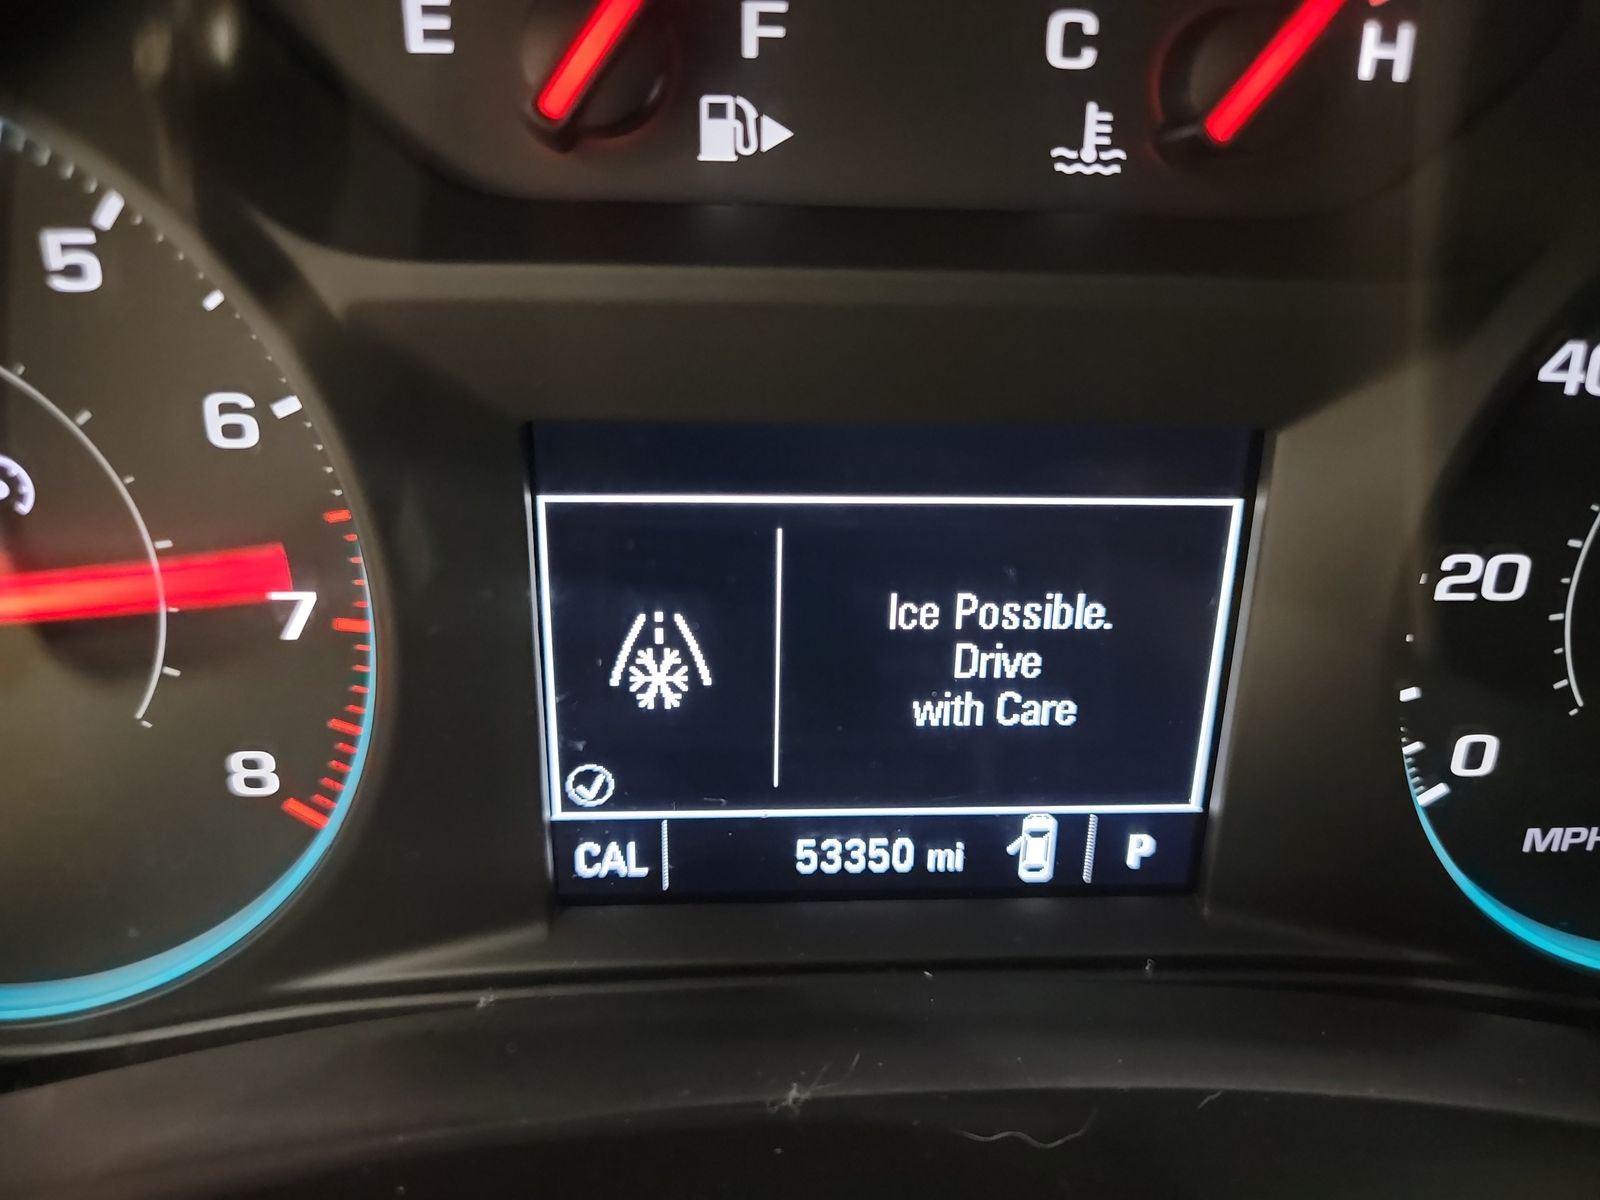 E F C H
5
6
7
8
40
20
0
MPH
Ice Possible.
Drive
with Care
CAL 53350 mi P